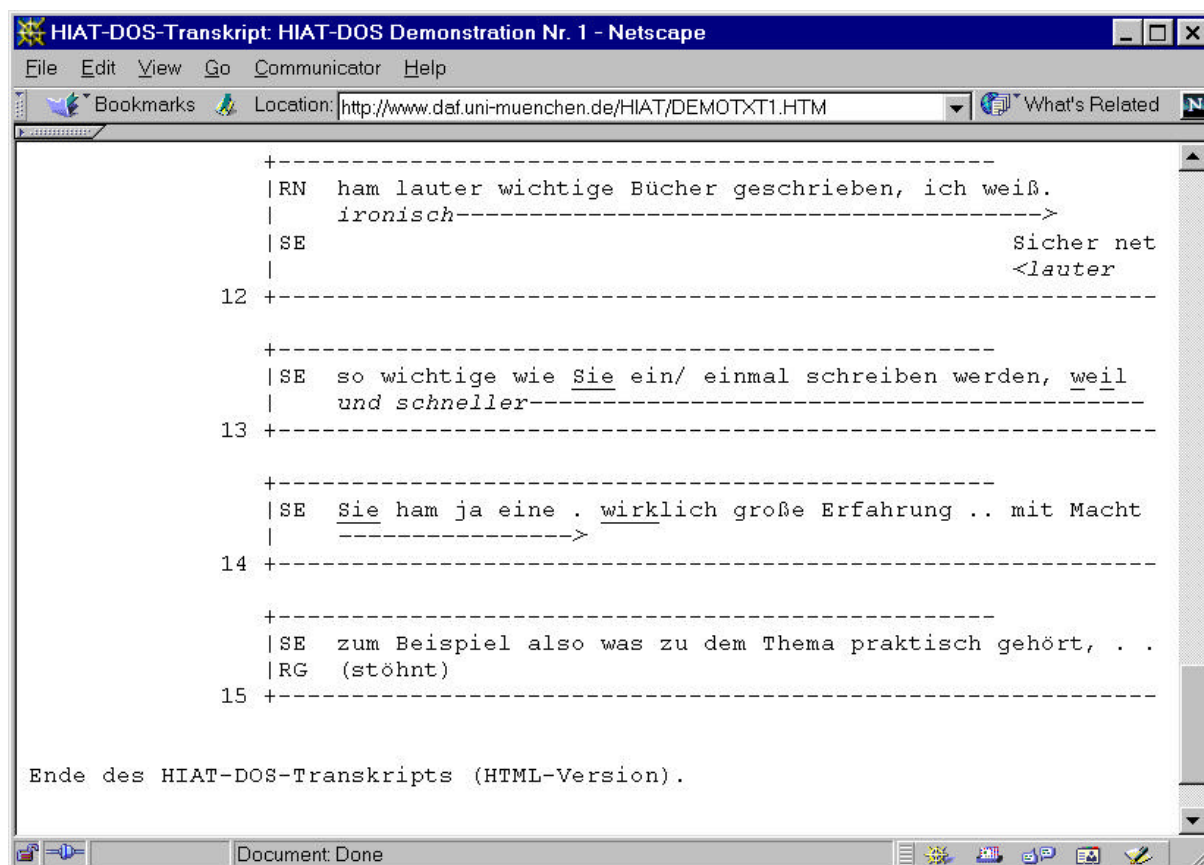 HIAT-DOS-Transkript: HIAT-DOS Demonstration Nr. 1 - Netscape
File Edit View Go Communicator Help
Bookmarks Location: http://www.daf.uni-muenchen.de/HIAT/DEMOTXT1.HTM What's Related N
+-------------------------------------------------
|RN ham lauter wichtige Bücher geschrieben, ich weiß.
| ironisch---------------------------------------->
|SE Sicher net
| <lauter
12 +------------------------------------------------------------
+-------------------------------------------------
|SE so wichtige wie Sie ein/ einmal schreiben werden, weil
| und schneller------------------------------------------
13 +------------------------------------------------------------
+-------------------------------------------------
|SE Sie ham ja eine . wirklich große Erfahrung .. mit Macht
| ---------------->
14 +------------------------------------------------------------
+-------------------------------------------------
|SE zum Beispiel also was zu dem Thema praktisch gehört, . .
|RG (stöhnt)
15 +------------------------------------------------------------
Ende des HIAT-DOS-Transkripts (HTML-Version).
Document: Done